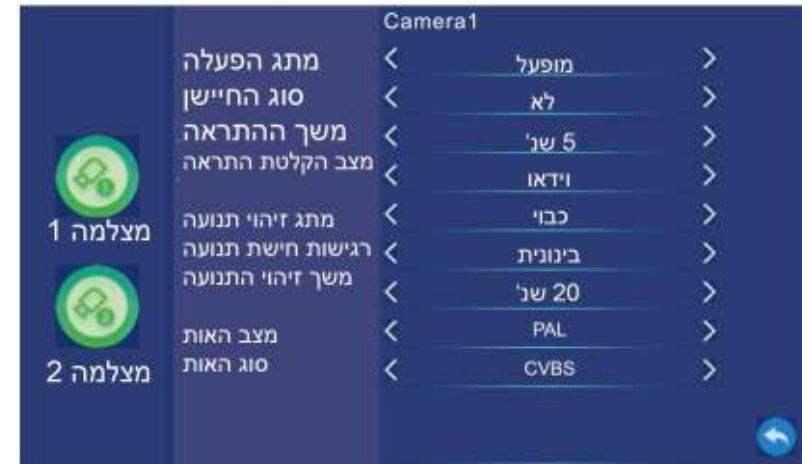 Camera1
מתג הפעלה
מופעל
סוג החיישן
לא
משך ההתראה
5 שנ'
מצב הקלטת התראה
וידאו
מתג זיהוי תנועה
כבוי
רגישות חישת תנועה
בינונית
משך זיהוי התנועה
20 שנ'
מצב האות
PAL
סוג האות
CVBS
מצלמה 1
מצלמה 2